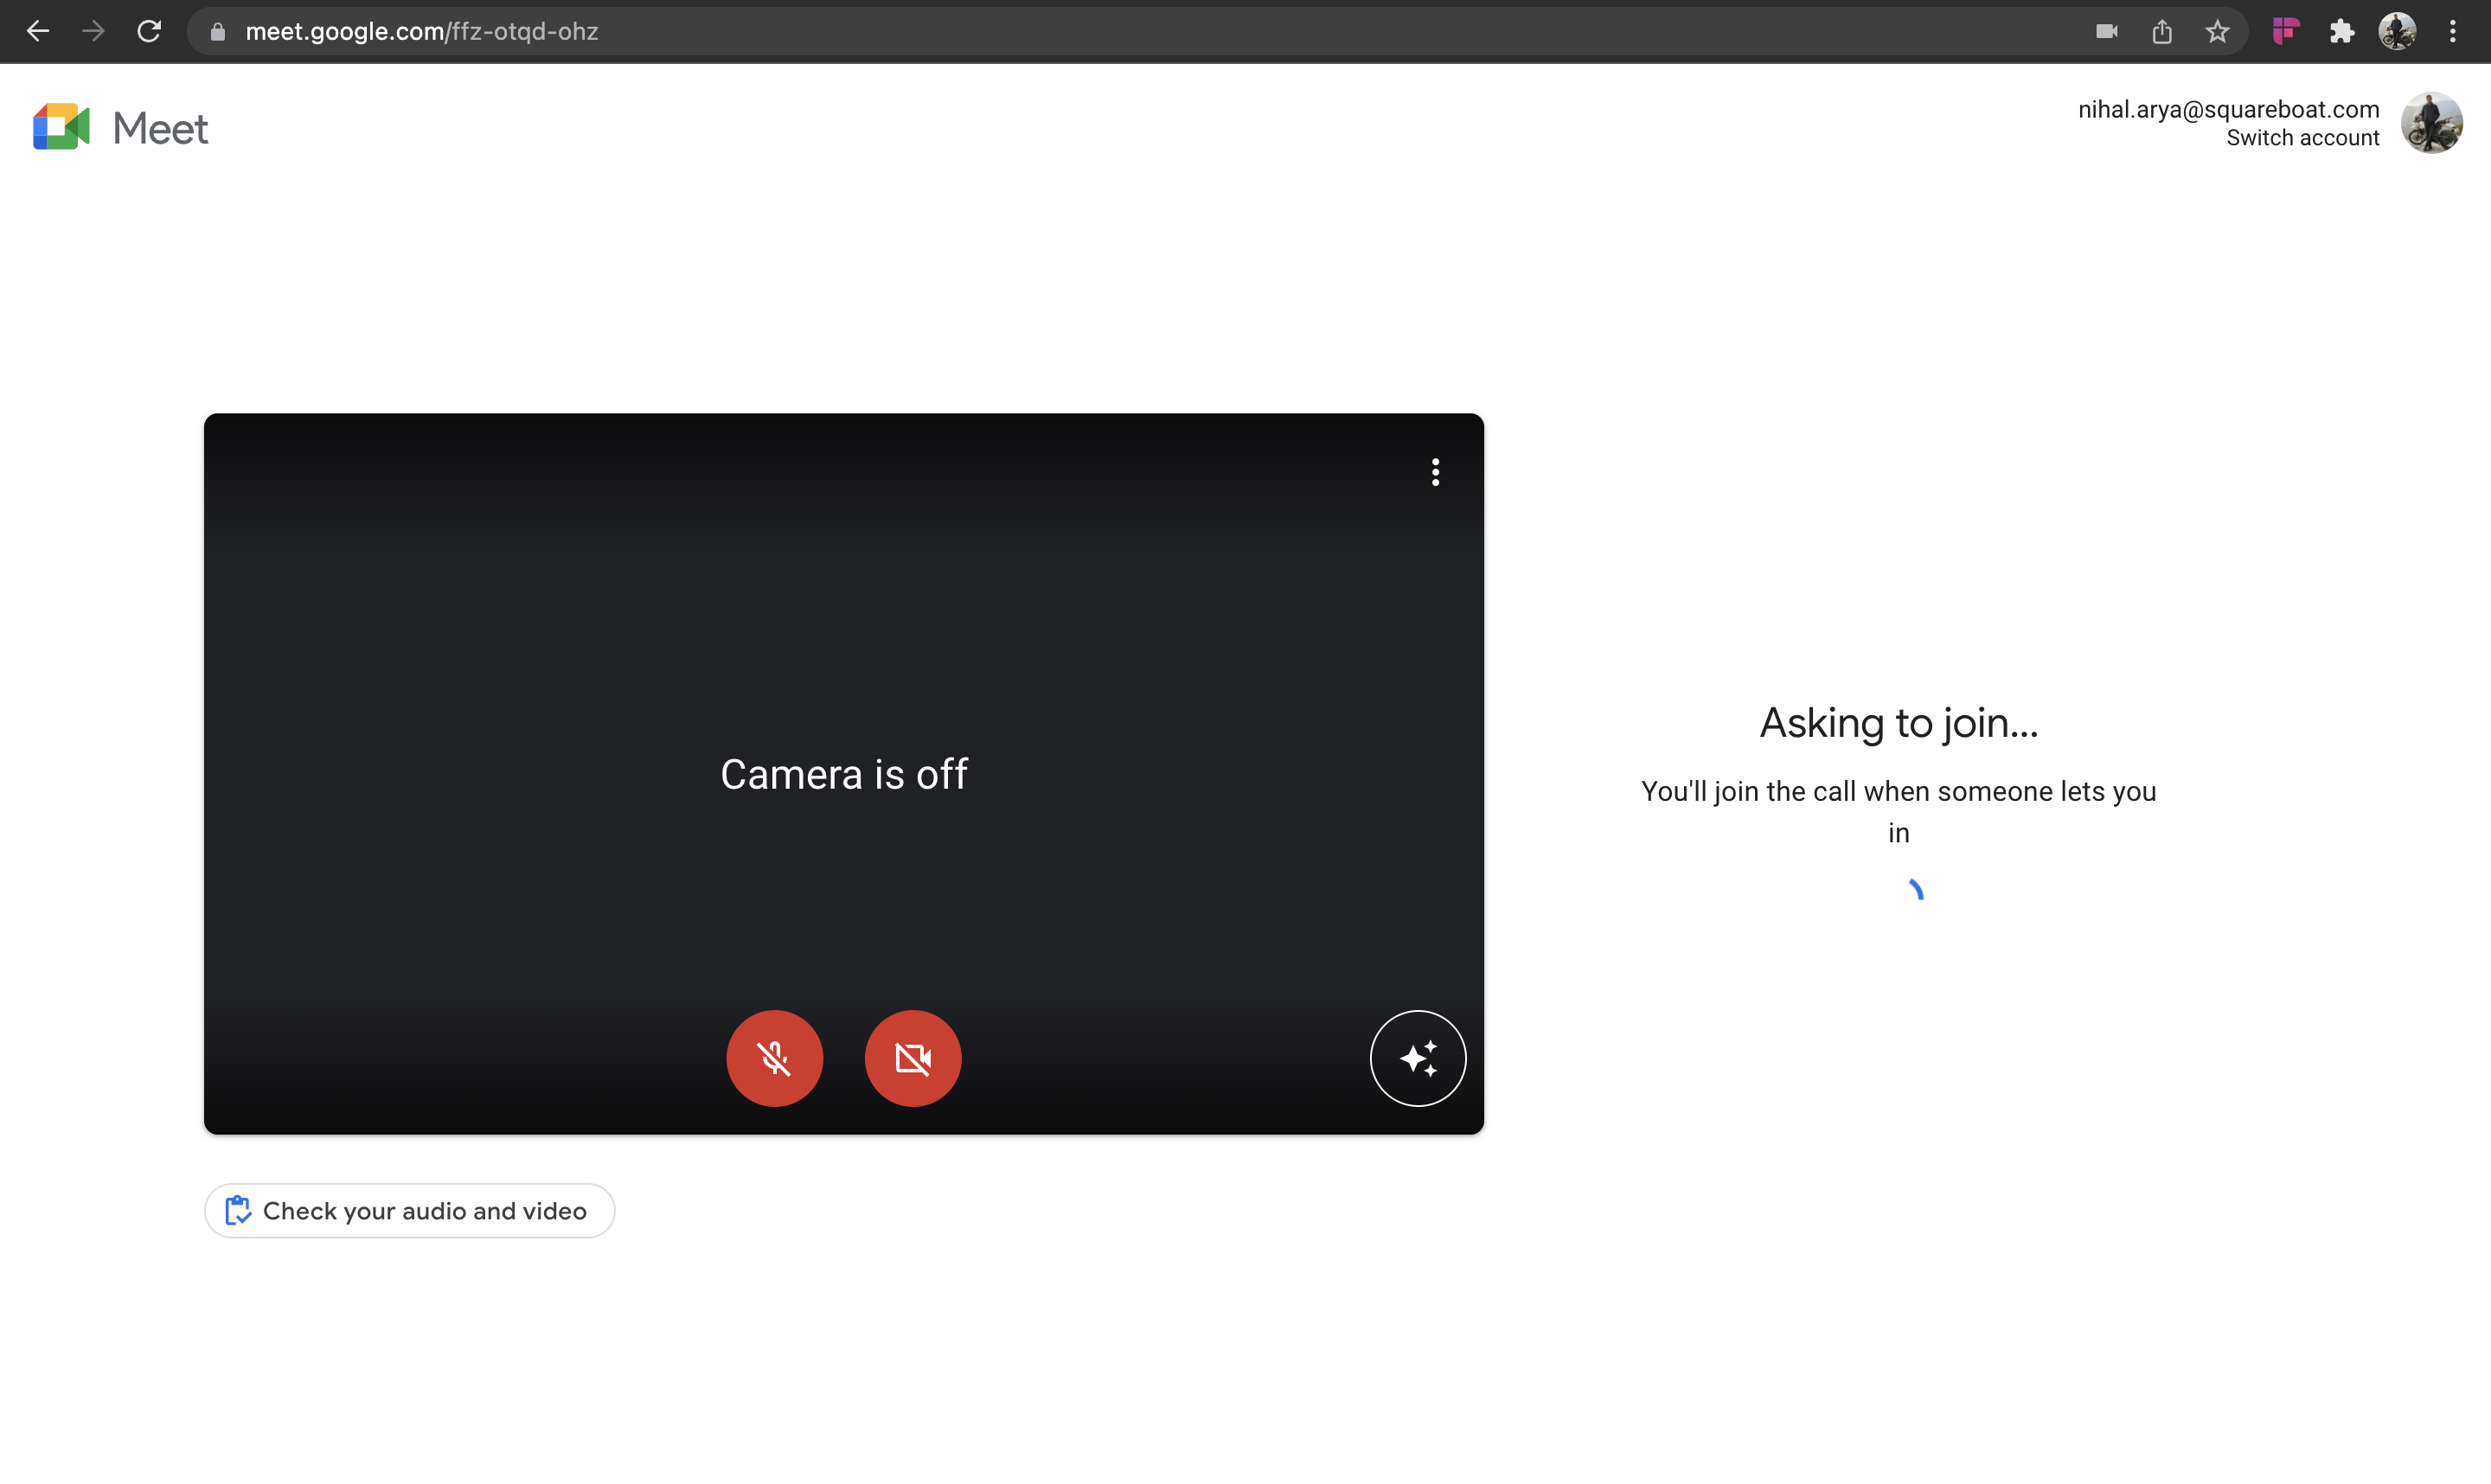 meet.google.com/ffz-otqd-ohz
Meet
nihal.arya@squareboat.com
Switch account
Camera is off
Asking to join...
You'll join the call when someone lets you
in
Check your audio and video